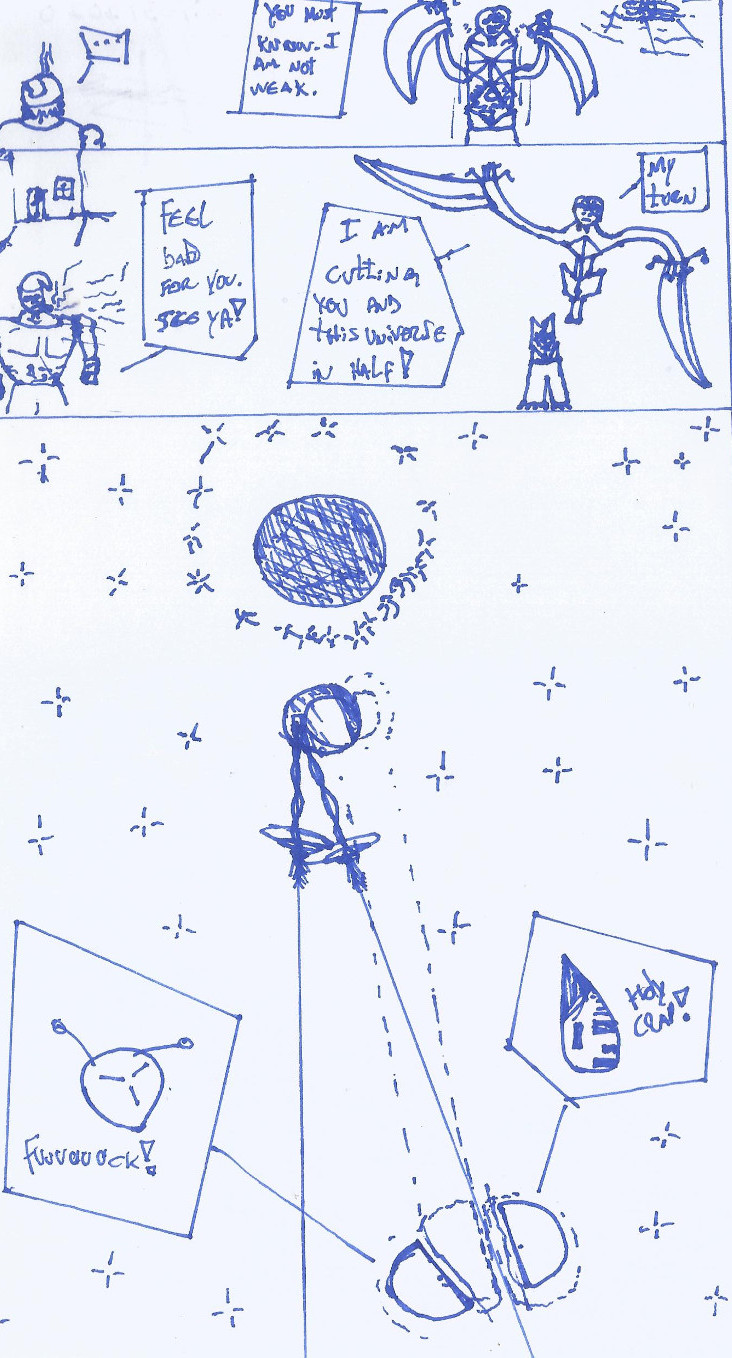 ...
YOU MUST
KNOW. I
AM NOT
WEAK.
FEEL
bAD
FOR YOU.
SEE YA!
I AM
CUttiNG
YOU AND
tHiS UNiVERSE
iN HALF!
MY
tURN
FUUUUUUCK!
HOLY